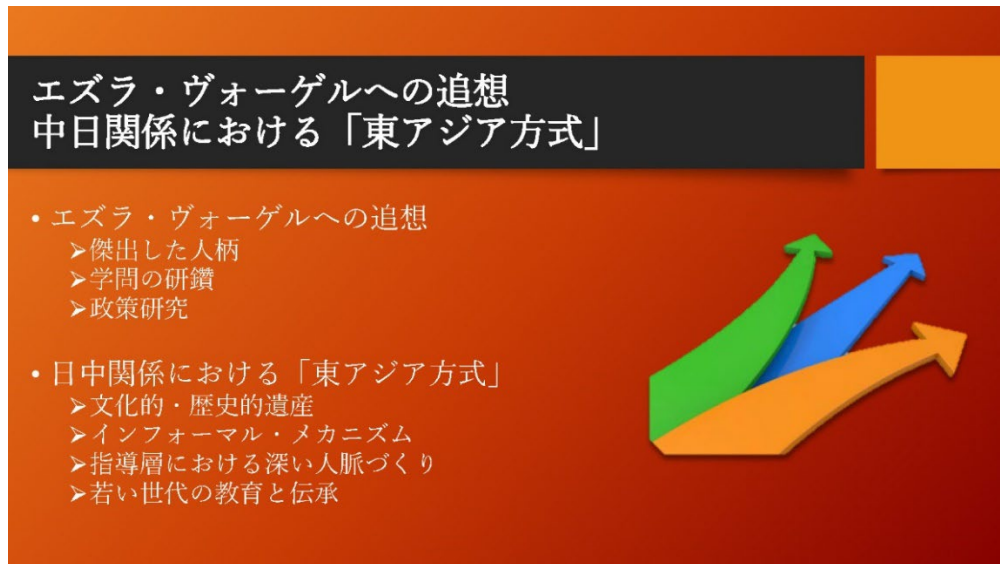 エズラ・ヴォーゲルへの追想
中日関係における「東アジア方式」
• エズラ・ヴォーゲルへの追想
➢傑出した人柄
➢学問の研鑽
➢政策研究
• 日中関係における「東アジア方式」
➢文化的・歴史的遺産
➢インフォーマル・メカニズム
➢指導層における深い人脈づくり
➢若い世代の教育と伝承